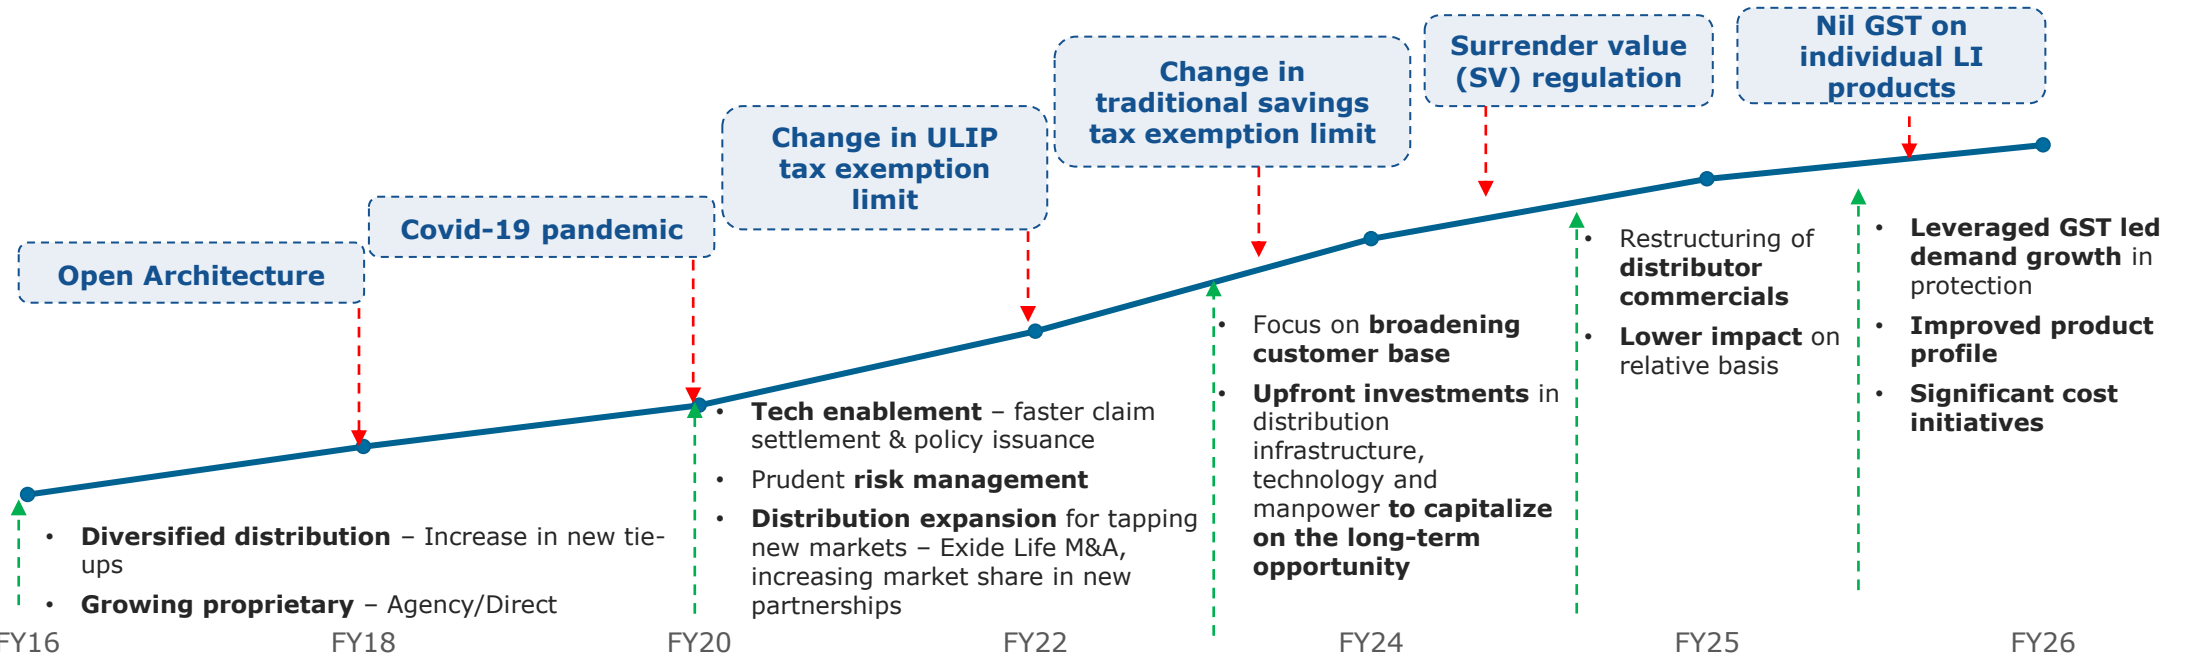 Open Architecture
Covid-19 pandemic
Change in ULIP
tax exemption
limit
Change in
traditional savings
tax exemption limit
Surrender value
(SV) regulation
Nil GST on
individual LI
products
• Diversified distribution – Increase in new tie-
ups
• Growing proprietary – Agency/Direct
• Tech enablement – faster claim
settlement & policy issuance
• Prudent risk management
• Distribution expansion for tapping
new markets – Exide Life M&A,
increasing market share in new
partnerships
• Focus on broadening
customer base
• Upfront investments in
distribution
infrastructure,
technology and
manpower to capitalize
on the long-term
opportunity
• Restructuring of
distributor
commercials
• Lower impact on
relative basis
• Leveraged GST led
demand growth in
protection
• Improved product
profile
• Significant cost
initiatives
FY16
FY18
FY20
FY22
FY24
FY25
FY26